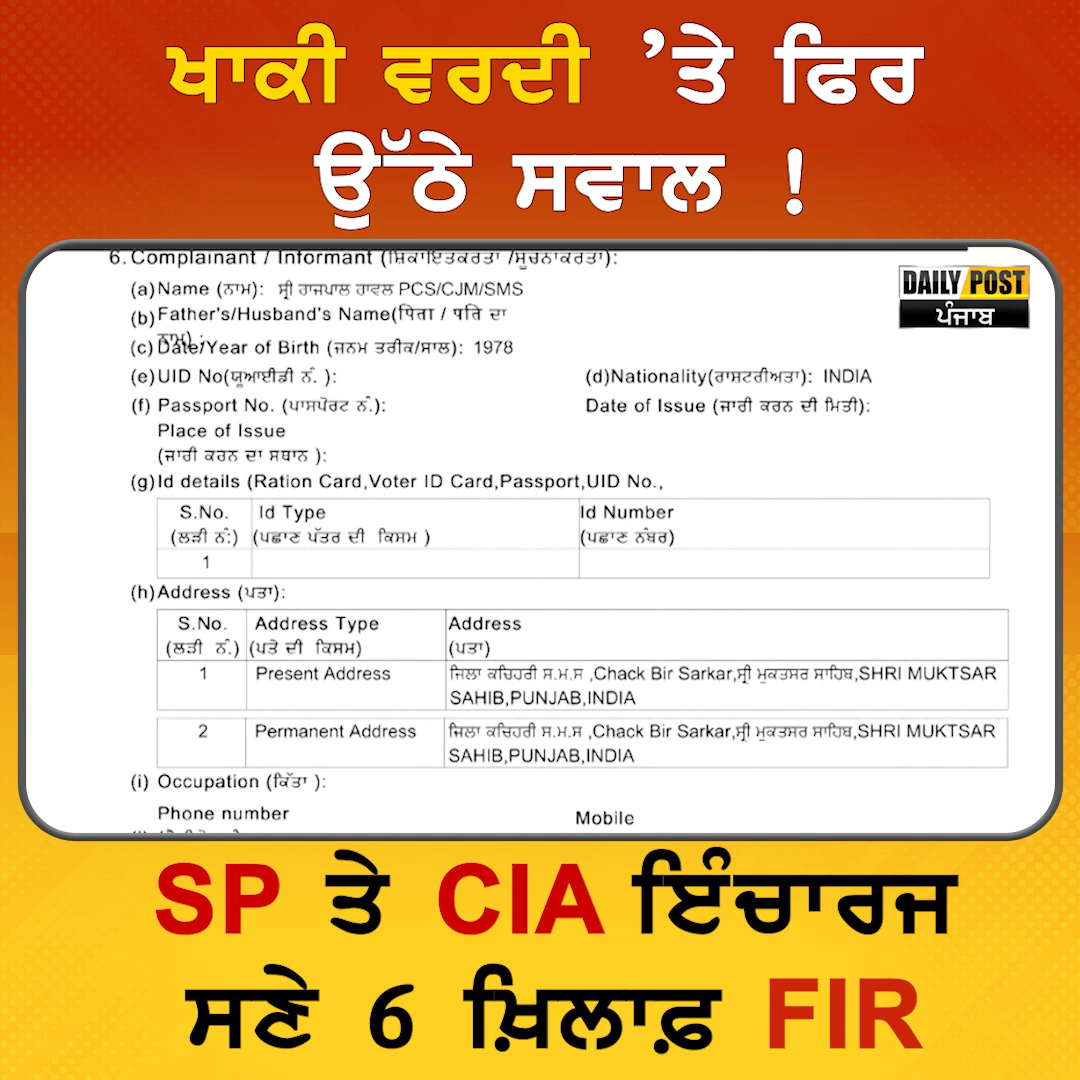 ਖਾਕੀ ਵਰਦੀ ’ਤੇ ਫਿਰ
ਉੱਠੇ ਸਵਾਲ !
DAILY POST
ਪੰਜਾਬ
6. Complainant / Informant (ਸ਼ਿਕਾਇਤਕਰਤਾ /ਸੂਚਨਾਕਰਤਾ):
(a) Name (ਨਾਮ): ਸ੍ਰੀ ਹਾਜਪਾਲ ਹਾਵਲ PCS/CJM/SMS
(b) Father's/Husband's Name(ਪਿਤਾ / ਪਤਿ ਦਾ
ਨਾਮ) :
(c) Date/Year of Birth (ਜਨਮ ਤਰੀਕ/ਸਾਲ): 1978
(e) UID No(ਯੂਆਈਡੀ ਨੰ. ): (d)Nationality(ਰਾਸ਼ਟਰੀਅਤਾ): INDIA
(f) Passport No. (ਪਾਸਪੋਰਟ ਨੰ.): Date of Issue (ਜਾਰੀ ਕਰਨ ਦੀ ਮਿਤੀ):
Place of Issue
(ਜਾਰੀ ਕਰਨ ਦਾ ਸਥਾਨ ):
(g) Id details (Ration Card,Voter ID Card,Passport,UID No.,
S.No. Id Type Id Number
(ਲੜੀ ਨੰ:) (ਪਛਾਣ ਪੱਤਰ ਦੀ ਕਿਸਮ ) (ਪਛਾਣ ਨੰਬਰ)
1
(h) Address (ਪਤਾ):
S.No. Address Type Address
(ਲੜੀ ਨੰ.) (ਪਤੇ ਦੀ ਕਿਸਮ) (ਪਤਾ)
1 Present Address ਜਿਲਾ ਕਚਿਹਰੀ ਸ.ਮ.ਸ ,Chack Bir Sarkar,ਸ੍ਰੀ ਮੁਕਤਸਰ ਸਾਹਿਬ,SHRI MUKTSAR
SAHIB,PUNJAB,INDIA
2 Permanent Address ਜਿਲਾ ਕਚਿਹਰੀ ਸ.ਮ.ਸ ,Chack Bir Sarkar,ਸ੍ਰੀ ਮੁਕਤਸਰ ਸਾਹਿਬ,SHRI MUKTSAR
SAHIB,PUNJAB,INDIA
(i) Occupation (ਕਿੱਤਾ ):
Phone number Mobile
SP ਤੇ CIA ਇੰਚਾਰਜ
ਸਣੇ 6 ਖ਼ਿਲਾਫ਼ FIR